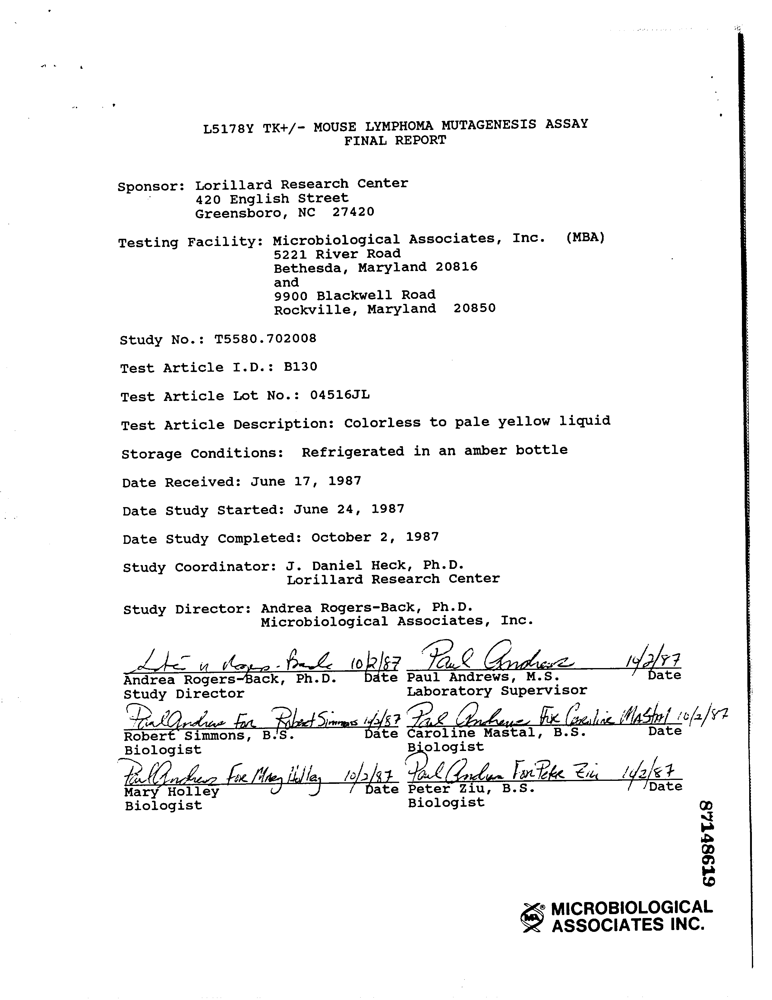 L5178Y TK+/- MOUSE LYMPHOMA MUTAGENESIS ASSAY
FINAL REPORT
Sponsor: Lorillard Research Center
420 English Street
Greensboro, NC 27420
Testing Facility: Microbiological Associates, Inc. (MBA)
5221 River Road
Bethesda, Maryland 20816
and
9900 Blackwell Road
Rockville, Maryland 20850
Study No.: T5580.702008
Test Article I.D.: B130
Test Article Lot No.: 04516JL
Test Article Description: Colorless to pale yellow liquid
Storage Conditions: Refrigerated in an amber bottle
Date Received: June 17, 1987
Date Study Started: June 24, 1987
Date Study Completed: October 2, 1987
Study Coordinator: J. Daniel Heck, Ph.D.
Lorillard Research Center
Study Director: Andrea Rogers-Back, Ph.D.
Microbiological Associates, Inc.
10/2/87 Paul Andrews 10/2/87
Andrea Rogers-Back, Ph.D. Date Paul Andrews, M.S. Date
Study Director Laboratory Supervisor
Paul Andrews For Robert Simmons 10/2/87 Paul Andrews For Caroline Mastal 10/2/87
Robert Simmons, B.S. Date Caroline Mastal, B.S. Date
Biologist Biologist
Paul Andrews For Mary Holley 10/2/87 Paul Andrews For Peter Ziu 10/2/87
Mary Holley Date Peter Ziu, B.S. Date
Biologist Biologist
87148619
MICROBIOLOGICAL
ASSOCIATES INC.